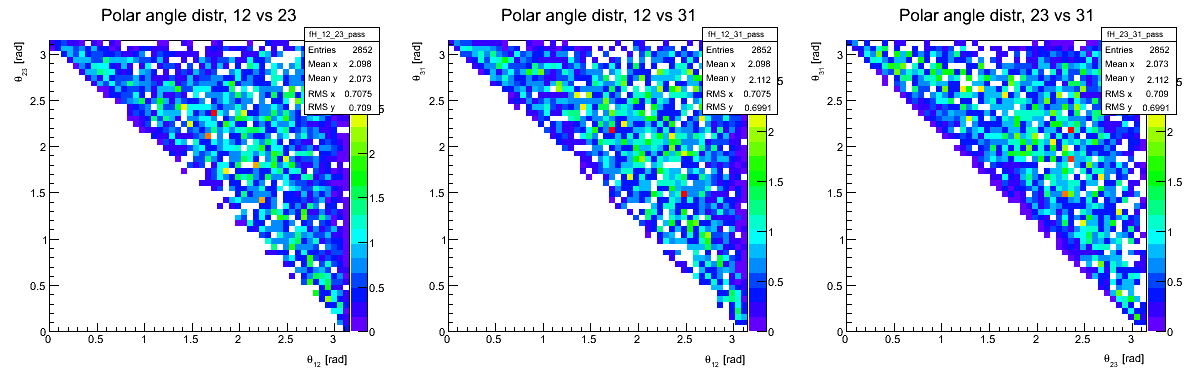 Polar angle distr, 12 vs 23
fH_12_23_pass
Entries 2852
Mean x 2.098
Mean y 2.073
RMS x 0.7075
RMS y 0.709
θ23 [rad]
3
2.5
2
1.5
1
0.5
0
0 0.5 1 1.5 2 2.5 3
θ12 [rad]
5
2
1
0.5
0
Polar angle distr, 12 vs 31
fH_12_31_pass
Entries 2852
Mean x 2.098
Mean y 2.112
RMS x 0.7075
RMS y 0.6991
θ31 [rad]
3
2.5
2
1.5
1
0.5
0
0 0.5 1 1.5 2 2.5 3
θ12 [rad]
5
2
1
0.5
0
Polar angle distr, 23 vs 31
fH_23_31_pass
Entries 2852
Mean x 2.073
Mean y 2.112
RMS x 0.709
RMS y 0.6991
θ31 [rad]
3
2.5
2
1.5
1
0.5
0
0 0.5 1 1.5 2 2.5 3
θ23 [rad]
5
2
1
0.5
0